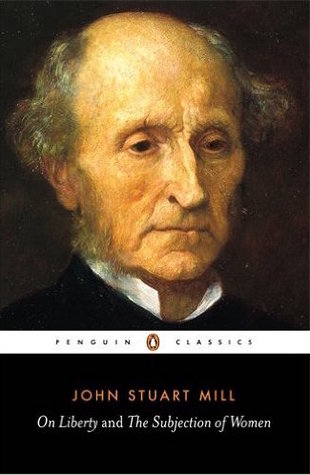 PENGUIN CLASSICS
JOHN STUART MILL
On Liberty and The Subjection of Women